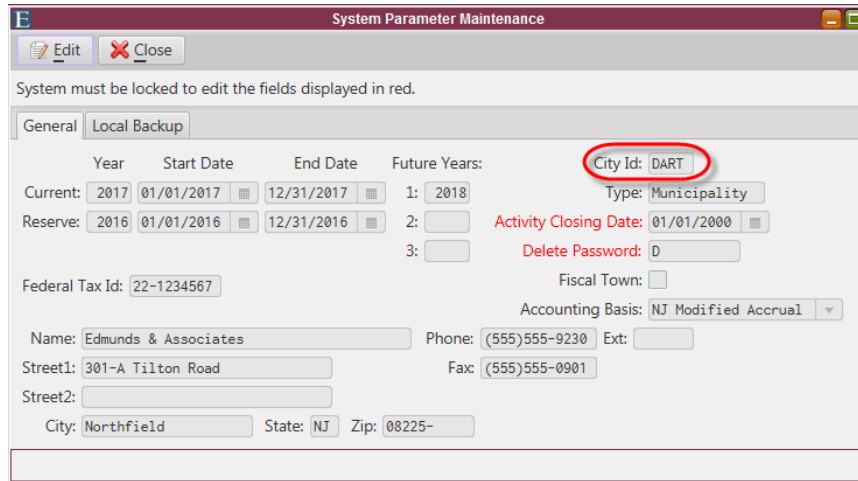 E System Parameter Maintenance
Edit Close
System must be locked to edit the fields displayed in red.
General Local Backup
Year Start Date End Date Future Years: City Id: DART
Current: 2017 01/01/2017 12/31/2017 1: 2018 Type: Municipality
Reserve: 2016 01/01/2016 12/31/2016 2: Activity Closing Date: 01/01/2000
3: Delete Password: D
Federal Tax Id: 22-1234567 Fiscal Town:
Accounting Basis: NJ Modified Accrual
Name: Edmunds & Associates Phone: (555)555-9230 Ext:
Street1: 301-A Tilton Road Fax: (555)555-0901
Street2:
City: Northfield State: NJ Zip: 08225-